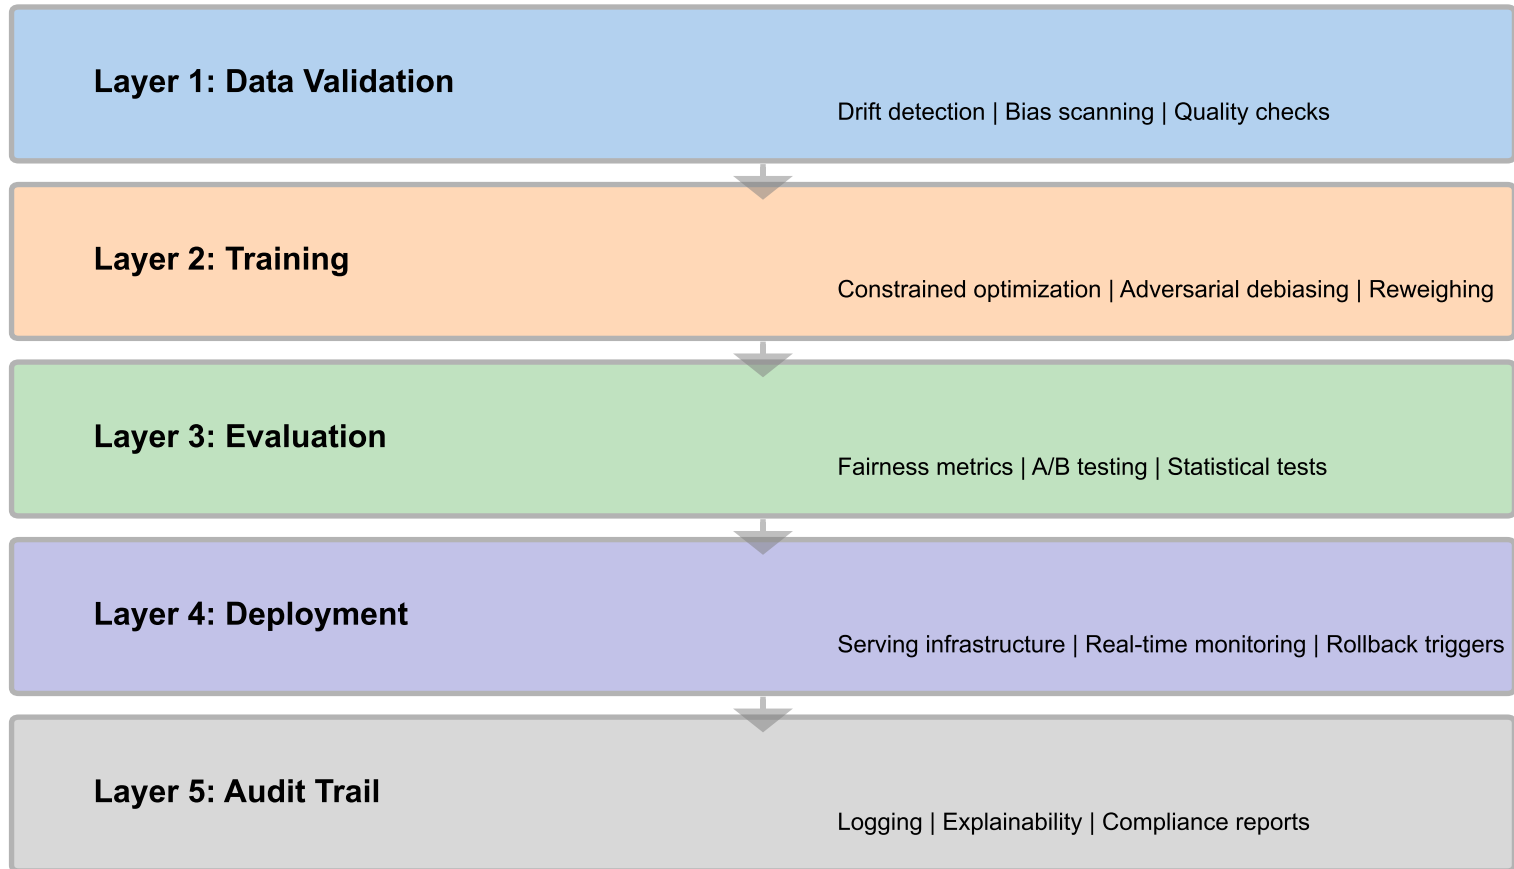 Layer 1: Data Validation
Drift detection | Bias scanning | Quality checks
Layer 2: Training
Constrained optimization | Adversarial debiasing | Reweighing
Layer 3: Evaluation
Fairness metrics | A/B testing | Statistical tests
Layer 4: Deployment
Serving infrastructure | Real-time monitoring | Rollback triggers
Layer 5: Audit Trail
Logging | Explainability | Compliance reports